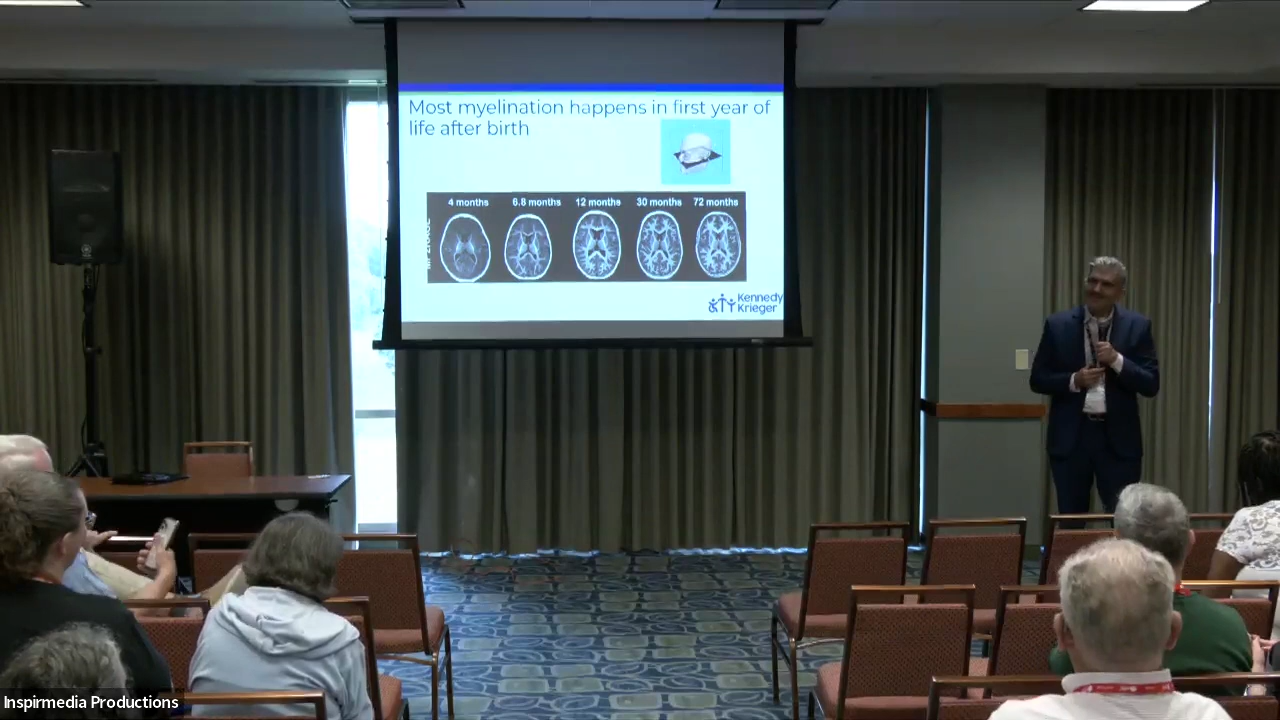 Most myelination happens in first year of
life after birth
4 months
6.8 months
12 months
30 months
72 months
Kennedy
Krieger
Inspirmedia Productions